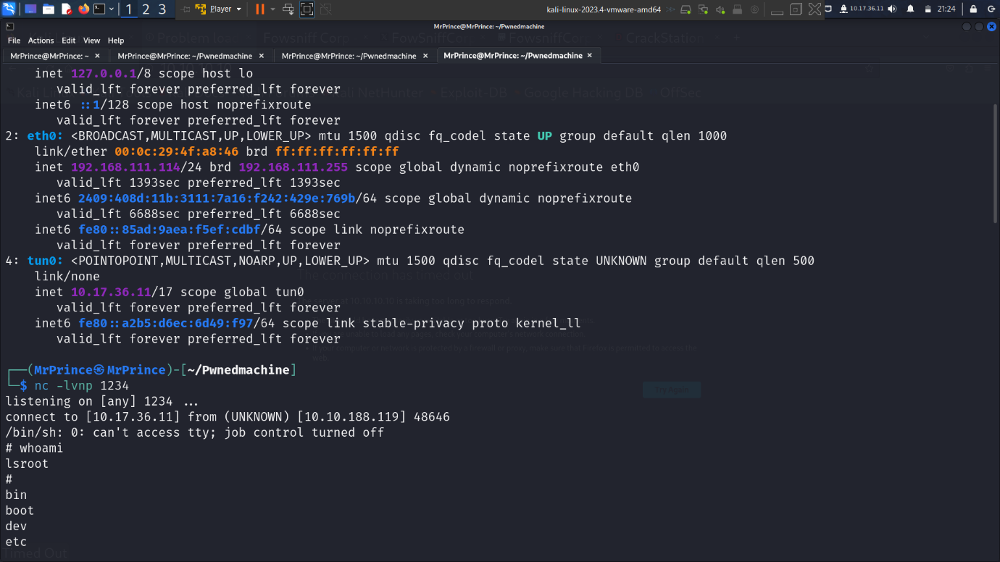 1 2 3 Player kali-linux-2023.4-vmware-amd64 10.17.36.11 21:24
MrPrince@MrPrince: ~/Pwnedmachine
File Actions Edit View Help
MrPrince@MrPrince: ~ × MrPrince@MrPrince: ~/Pwnedmachine × MrPrince@MrPrince: ~/Pwnedmachine × MrPrince@MrPrince: ~/Pwnedmachine ×
inet 127.0.0.1/8 scope host lo
valid_lft forever preferred_lft forever
inet6 ::1/128 scope host noprefixroute
valid_lft forever preferred_lft forever
2: eth0: <BROADCAST,MULTICAST,UP,LOWER_UP> mtu 1500 qdisc fq_codel state UP group default qlen 1000
link/ether 00:0c:29:4f:a8:46 brd ff:ff:ff:ff:ff:ff
inet 192.168.111.114/24 brd 192.168.111.255 scope global dynamic noprefixroute eth0
valid_lft 1393sec preferred_lft 1393sec
inet6 2409:408d:11b:3111:7a16:f242:429e:769b/64 scope global dynamic noprefixroute
valid_lft 6688sec preferred_lft 6688sec
inet6 fe80::85ad:9aea:f5ef:cdbf/64 scope link noprefixroute
valid_lft forever preferred_lft forever
4: tun0: <POINTOPOINT,MULTICAST,NOARP,UP,LOWER_UP> mtu 1500 qdisc fq_codel state UNKNOWN group default qlen 500
link/none
inet 10.17.36.11/17 scope global tun0
valid_lft forever preferred_lft forever
inet6 fe80::a2b5:d6ec:6d49:f97/64 scope link stable-privacy proto kernel_ll
valid_lft forever preferred_lft forever
┌──(MrPrince㉿MrPrince)-[~/Pwnedmachine]
└─$ nc -lvnp 1234
listening on [any] 1234 ...
connect to [10.17.36.11] from (UNKNOWN) [10.10.188.119] 48646
/bin/sh: 0: can't access tty; job control turned off
# whoami
lsroot
#
bin
boot
dev
etc
Timed Out